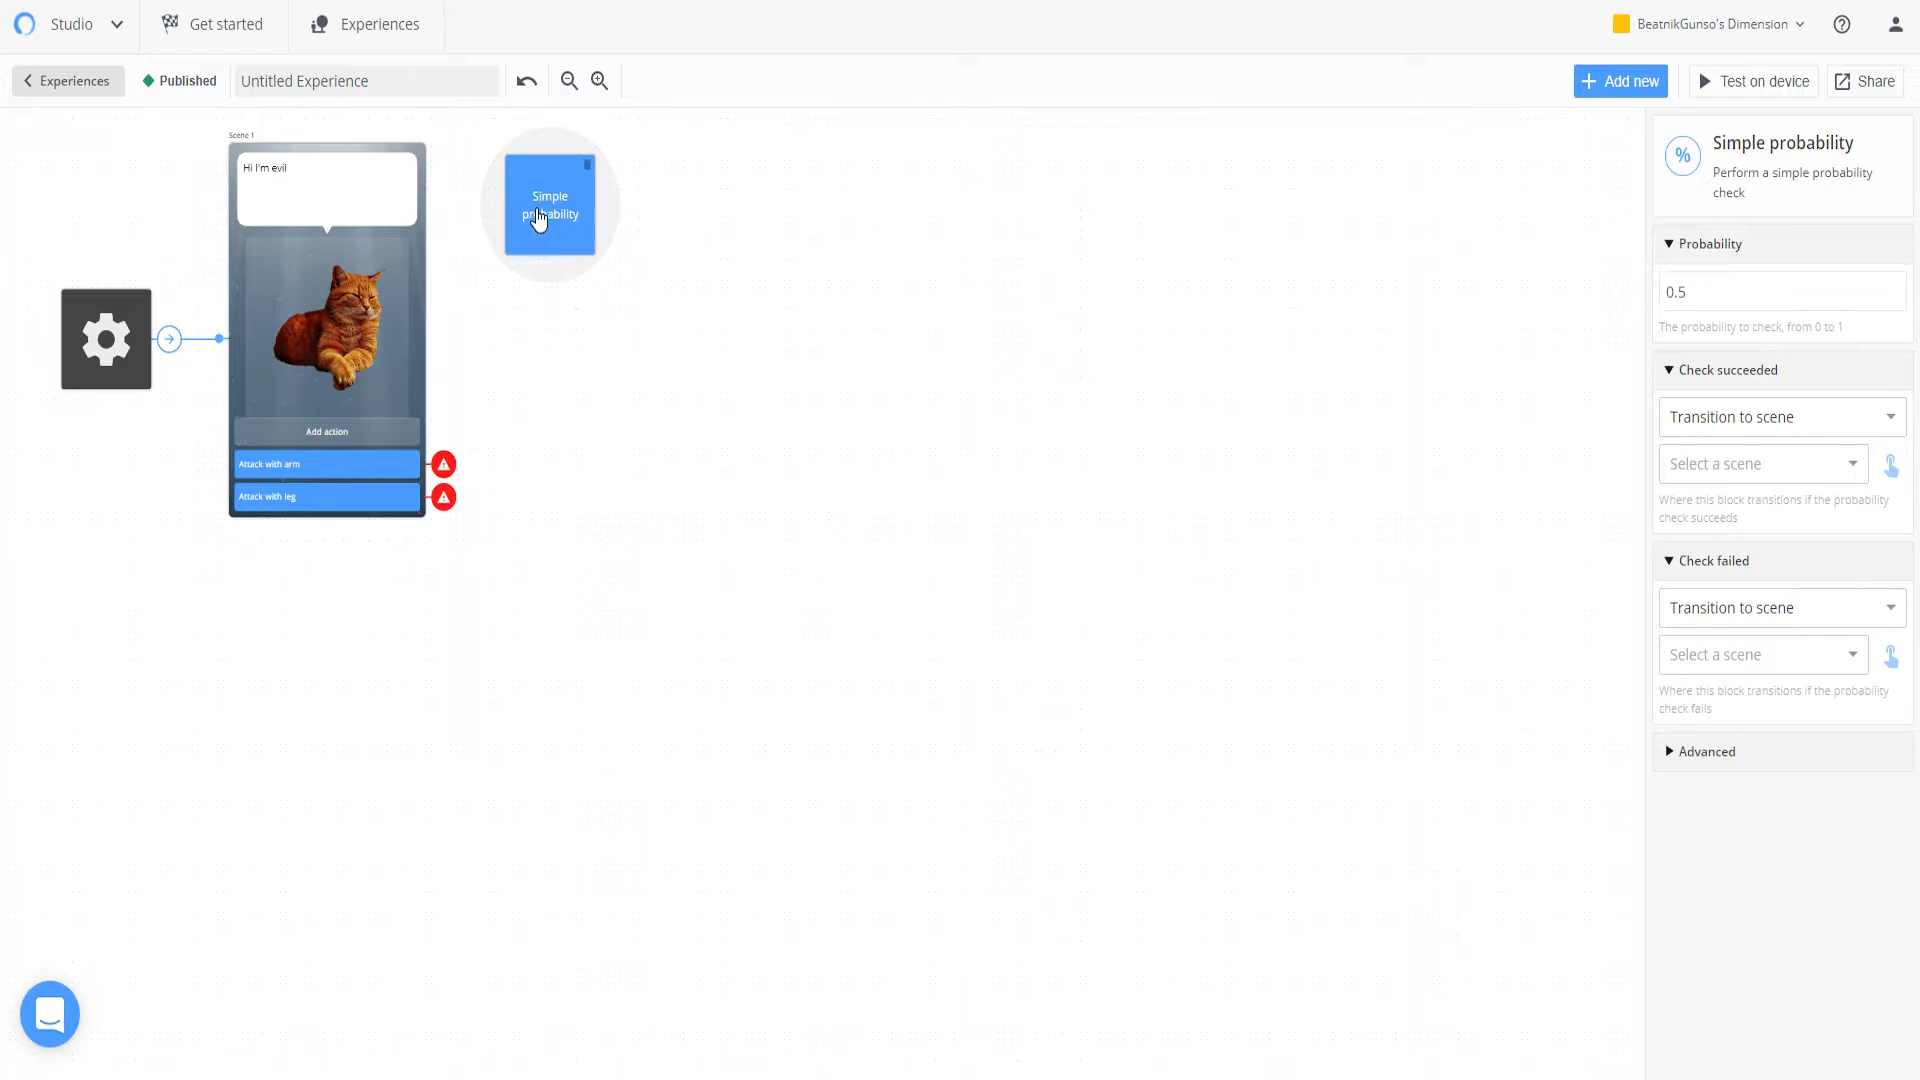 Studio
Get started
Experiences
BeatnikGunso's Dimension
Experiences
Published
Untitled Experience
Add new
Test on device
Share
Scene 1
Hi I'm evil
Add action
Attack with arm
Attack with leg
Simple
probability
%
Simple probability
Perform a simple probability
check
Probability
0.5
The probability to check, from 0 to 1
Check succeeded
Transition to scene
Select a scene
Where this block transitions if the probability
check succeeds
Check failed
Transition to scene
Select a scene
Where this block transitions if the probability
check fails
Advanced